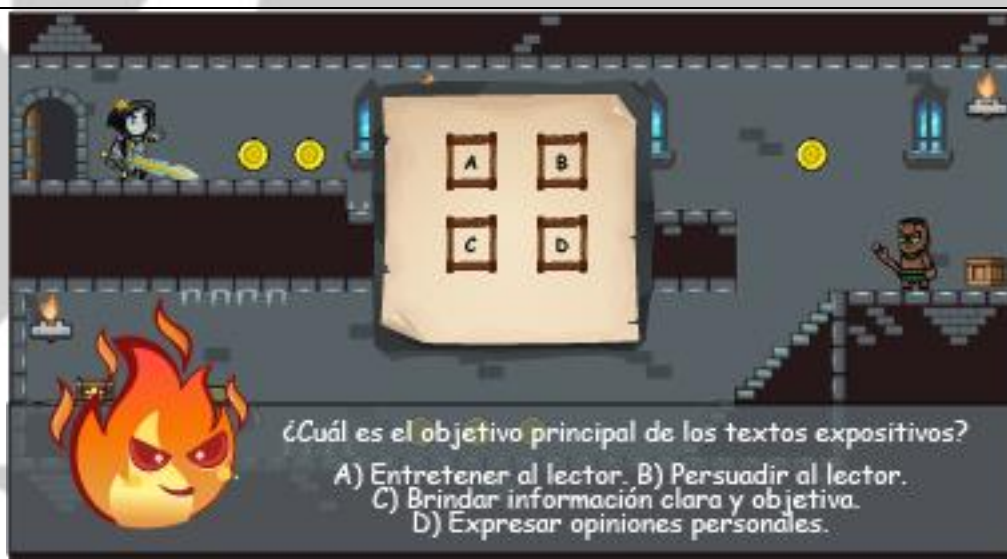 A B
C D
¿Cuál es el objetivo principal de los textos expositivos?
A) Entretener al lector. B) Persuadir al lector.
C) Brindar información clara y objetiva.
D) Expresar opiniones personales.